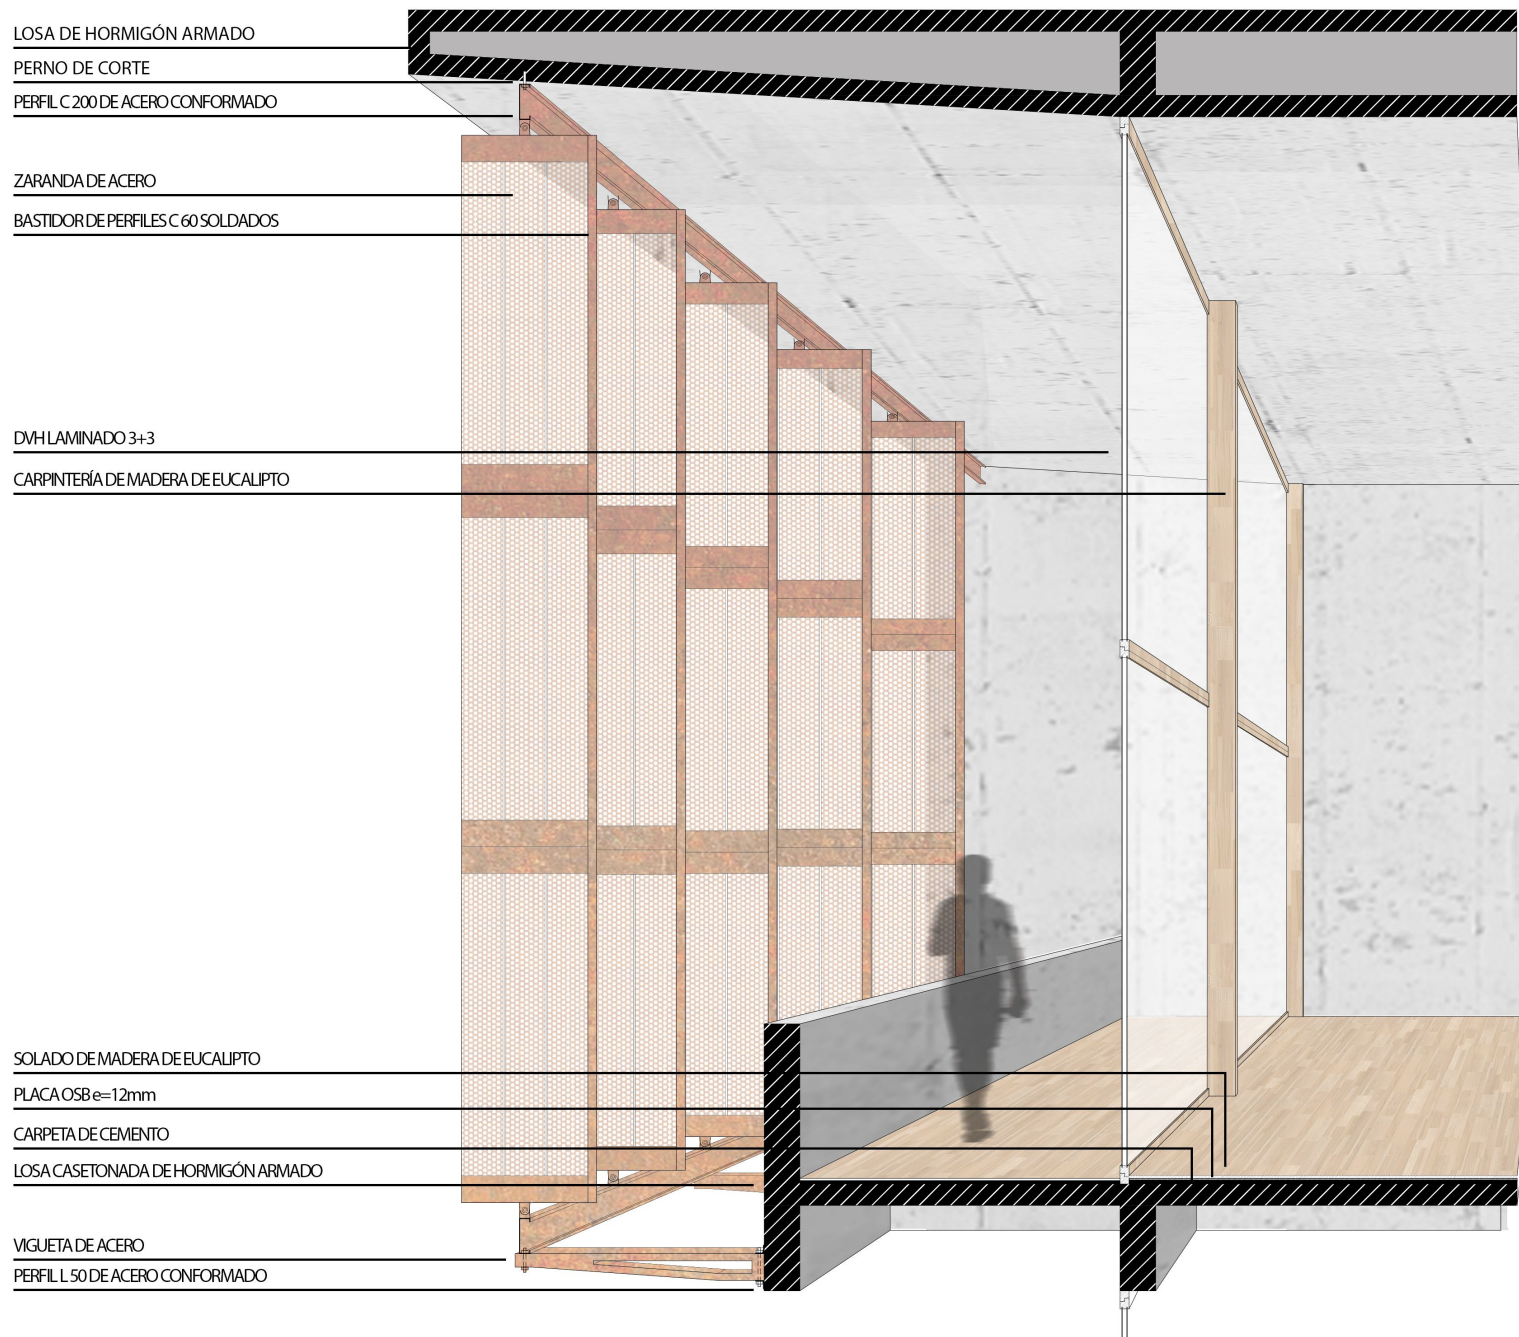 LOSA DE HORMIGÓN ARMADO
PERNO DE CORTE
PERFIL C 200 DE ACERO CONFORMADO
ZARANDA DE ACERO
BASTIDOR DE PERFILES C 60 SOLDADOS
DVH LAMINADO 3+3
CARPINTERÍA DE MADERA DE EUCALIPTO
SOLADO DE MADERA DE EUCALIPTO
PLACA OSB e=12mm
CARPETA DE CEMENTO
LOSA CASETONADA DE HORMIGÓN ARMADO
VIGUETA DE ACERO
PERFIL L 50 DE ACERO CONFORMADO